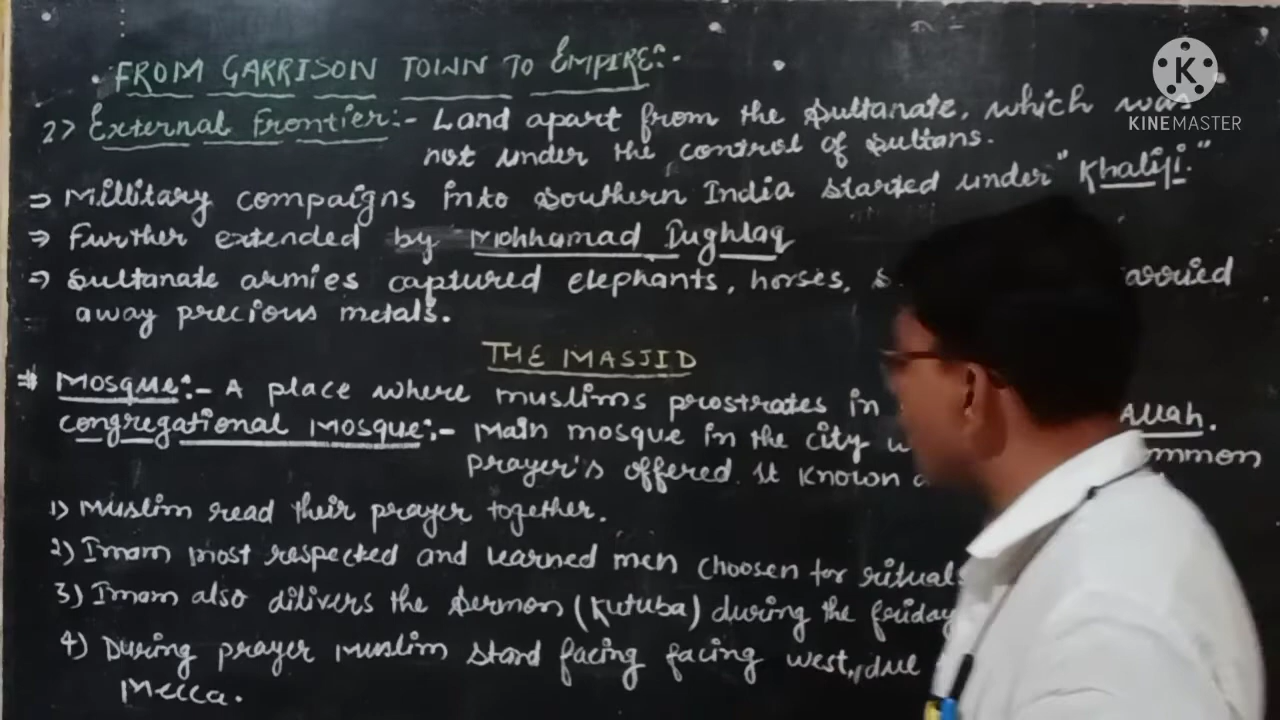 FROM GARRISON TOWN TO EMPIRE:-
2> External Frontier:- Land apart from the Sultanate, which was
not under the control of Sultans.
⇒ Millitary compaigns into Southern India started under "Khaliji."
⇒ Further extended by Mohhamad Tughlaq
⇒ Sultanate armies captured elephants, horses,
away precious metals.
THE MASJID
⇒ Mosque:- A place where muslims prostrates in Allah.
Congregational Mosque:- Main mosque in the city
prayer's offered. It known
1) Muslim read their prayer together.
2) Imam most respected and learned men choosen for rituals
3) Imam also dilivers the Sermon (Kutuba) during the friday
4) During prayer Muslim stand facing facing west, due
Mecca.
K
KINEMASTER